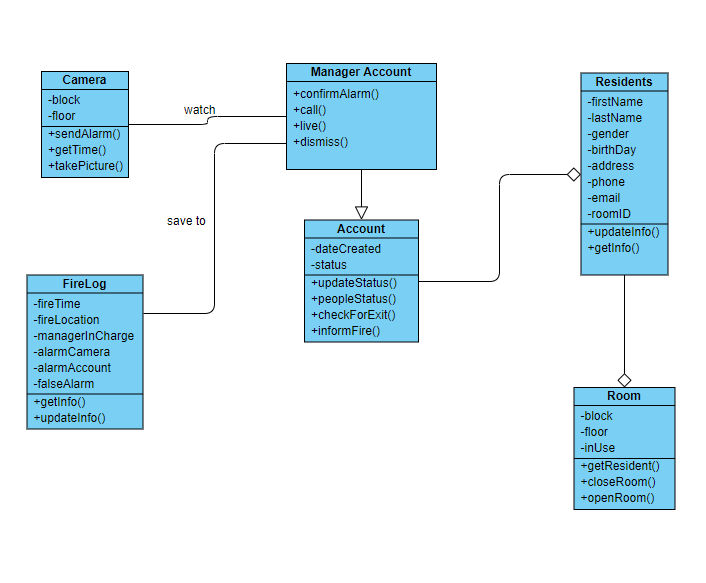 Camera
-block
-floor
+sendAlarm()
+getTime()
+takePicture()
watch
Manager Account
+confirmAlarm()
+call()
+live()
+dismiss()
Residents
-firstName
-lastName
-gender
-birthDay
-address
-phone
-email
-roomID
+updateInfo()
+getInfo()
save to
Account
-dateCreated
-status
+updateStatus()
+peopleStatus()
+checkForExit()
+informFire()
FireLog
-fireTime
-fireLocation
-managerInCharge
-alarmCamera
-alarmAccount
-falseAlarm
+getInfo()
+updateInfo()
Room
-block
-floor
-inUse
+getResident()
+closeRoom()
+openRoom()